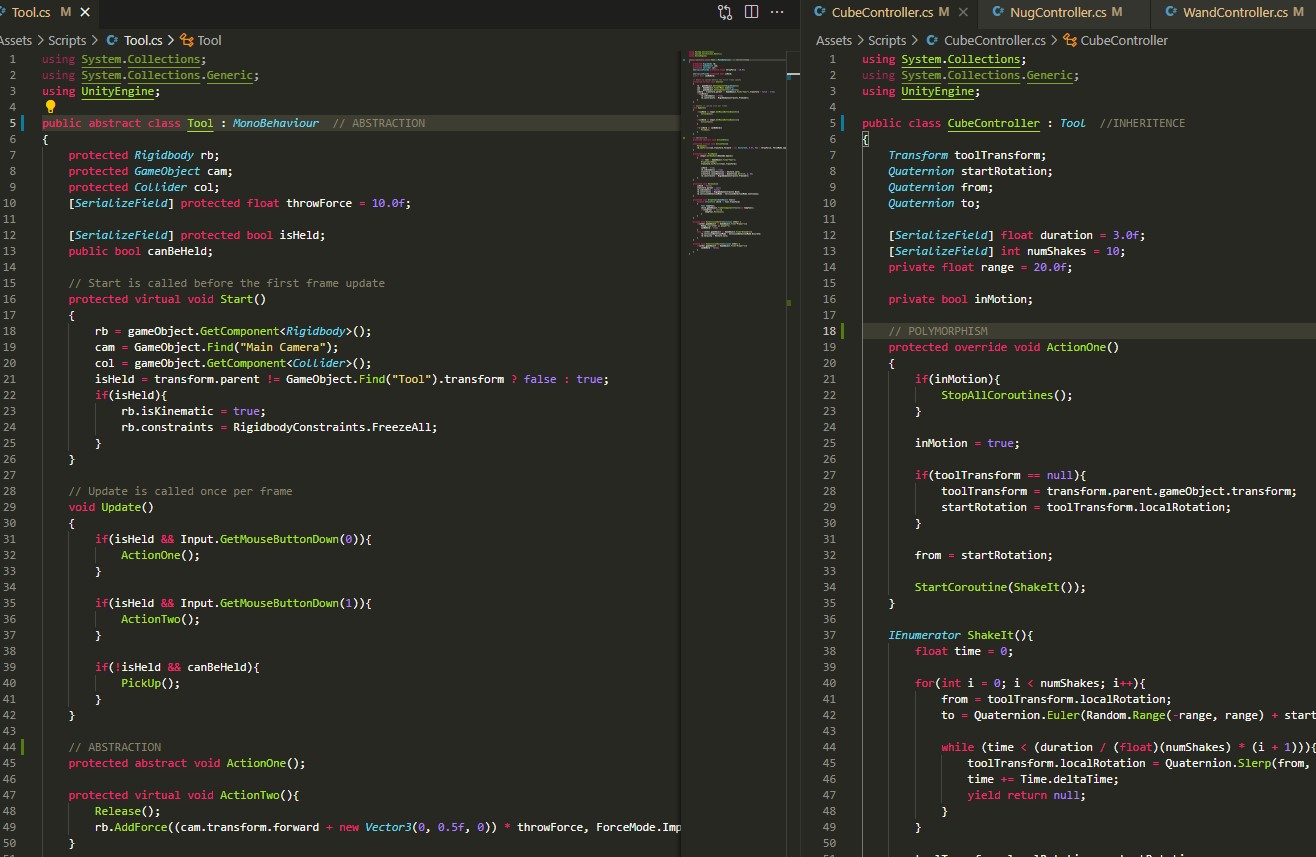 Tool.cs M
Assets > Scripts > Tool.cs > Tool
1 using System.Collections;
2 using System.Collections.Generic;
3 using UnityEngine;
4
5 public abstract class Tool : MonoBehaviour // ABSTRACTION
6 {
7 protected Rigidbody rb;
8 protected GameObject cam;
9 protected Collider col;
10 [SerializeField] protected float throwForce = 10.0f;
11
12 [SerializeField] protected bool isHeld;
13 public bool canBeHeld;
14
15 // Start is called before the first frame update
16 protected virtual void Start()
17 {
18 rb = gameObject.GetComponent<Rigidbody>();
19 cam = GameObject.Find("Main Camera");
20 col = gameObject.GetComponent<Collider>();
21 isHeld = transform.parent != GameObject.Find("Tool").transform ? false : true;
22 if(isHeld){
23 rb.isKinematic = true;
24 rb.constraints = RigidbodyConstraints.FreezeAll;
25 }
26 }
27
28 // Update is called once per frame
29 void Update()
30 {
31 if(isHeld && Input.GetMouseButtonDown(0)){
32 ActionOne();
33 }
34
35 if(isHeld && Input.GetMouseButtonDown(1)){
36 ActionTwo();
37 }
38
39 if(!isHeld && canBeHeld){
40 PickUp();
41 }
42 }
43
44 // ABSTRACTION
45 protected abstract void ActionOne();
46
47 protected virtual void ActionTwo(){
48 Release();
49 rb.AddForce((cam.transform.forward + new Vector3(0, 0.5f, 0)) * throwForce, ForceMode.Imp
50 }
CubeController.cs M NugController.cs M WandController.cs M
Assets > Scripts > CubeController.cs > CubeController
1 using System.Collections;
2 using System.Collections.Generic;
3 using UnityEngine;
4
5 public class CubeController : Tool //INHERITENCE
6 {
7 Transform toolTransform;
8 Quaternion startRotation;
9 Quaternion from;
10 Quaternion to;
11
12 [SerializeField] float duration = 3.0f;
13 [SerializeField] int numShakes = 10;
14 private float range = 20.0f;
15
16 private bool inMotion;
17
18 // POLYMORPHISM
19 protected override void ActionOne()
20 {
21 if(inMotion){
22 StopAllCoroutines();
23 }
24
25 inMotion = true;
26
27 if(toolTransform == null){
28 toolTransform = transform.parent.gameObject.transform;
29 startRotation = toolTransform.localRotation;
30 }
31
32 from = startRotation;
33
34 StartCoroutine(ShakeIt());
35 }
36
37 IEnumerator ShakeIt(){
38 float time = 0;
39
40 for(int i = 0; i < numShakes; i++){
41 from = toolTransform.localRotation;
42 to = Quaternion.Euler(Random.Range(-range, range) + start
43
44 while (time < (duration / (float)(numShakes) * (i + 1))){
45 toolTransform.localRotation = Quaternion.Slerp(from,
46 time += Time.deltaTime;
47 yield return null;
48 }
49 }
50